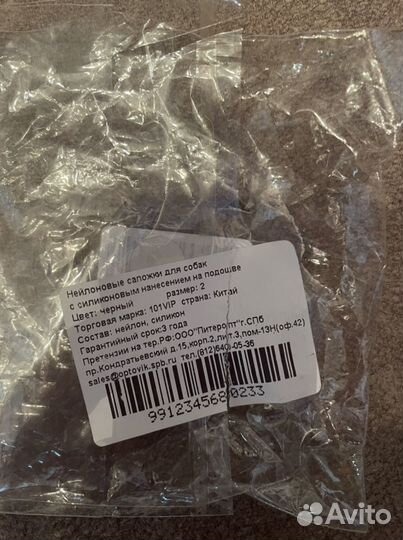 Нейлоновые сапожки для собак
с силиконовым нанесением на подошве
Цвет: черный размер: 2
Торговая марка: 101VIP страна: Китай
Состав: нейлон, силикон
Гарантийный срок:3 года
Претензии на тер.РФ:ООО"Питеропт"г.СПб
пр.Кондратьевский д.15,корп.2,лит.З,пом-13Н(оф.42)
sales@optovik.spb.ru тел.(812)640-05-36
9912345680233
Avito